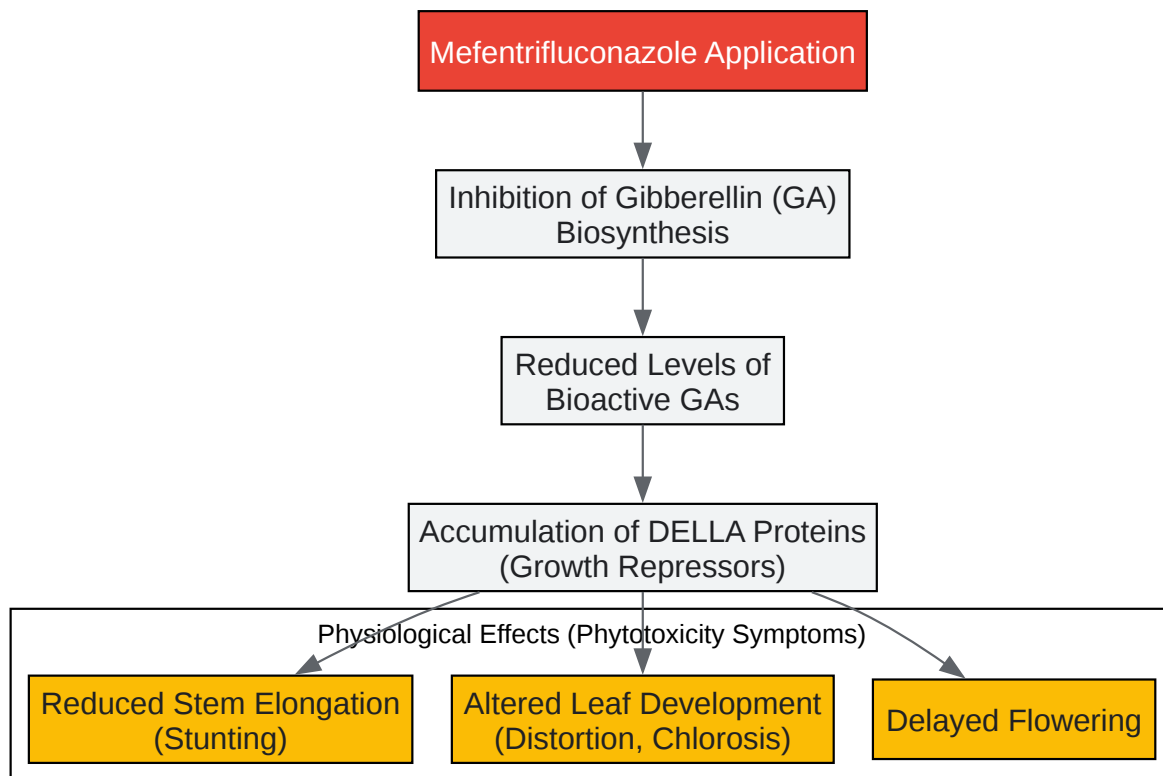 Mefentrifluconazole Application
Inhibition of Gibberellin (GA)
Biosynthesis
Reduced Levels of
Bioactive GAs
Accumulation of DELLA Proteins
(Growth Repressors)
Physiological Effects (Phytotoxicity Symptoms)
Reduced Stem Elongation
(Stunting)
Altered Leaf Development
(Distortion, Chlorosis)
Delayed Flowering